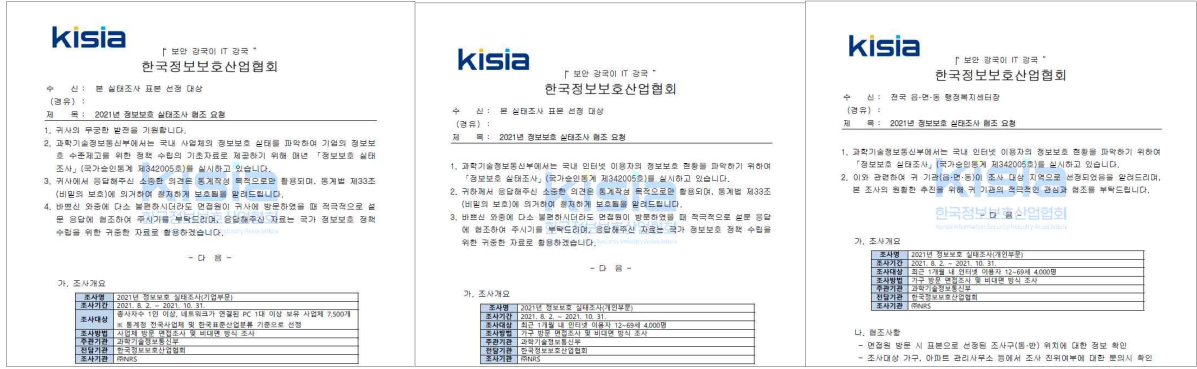 kisia
『 보안 강국이 IT 강국 "
한국정보보호산업협회
수 신 : 본 실태조사 표본 선정 대상
(경유) :
제 목 : 2021년 정보보호 실태조사 협조 요청
1. 귀사의 무궁한 발전을 기원합니다.
2. 과학기술정보통신부에서는 국내 사업체의 정보보호 실태를 파악하여 기업의 정보보
호 수준제고를 위한 정책 수립의 기초자료로 제공하기 위해 매년 「정보보호 실태
조사」(국가승인통계 제342005호)를 실시하고 있습니다.
3. 귀사에서 응답해주신 소중한 의견은 통계작성 목적으로만 활용되며, 통계법 제33조
(비밀의 보호)에 의거하여 철저하게 보호됨을 알려드립니다.
4. 바쁘신 와중에 다소 불편하시더라도 면접원이 귀사에 방문하였을 때 적극적으로 설
문 응답에 협조하여 주시기를 부탁드리며, 응답해주신 자료는 국가 정보보호 정책
수립을 위한 귀중한 자료로 활용하겠습니다.
- 다 음 -
가. 조사개요
조사명 2021년 정보보호 실태조사(기업부문)
조사기간 2021. 8. 2. ~ 2021. 10. 31.
조사대상 종사자수 1인 이상, 네트워크가 연결된 PC 1대 이상 보유 사업체 7,500개
※ 통계청 전국사업체 및 한국표준산업분류 기준으로 선정
조사방법 사업체 방문 면접조사 및 비대면 방식 조사
주관기관 과학기술정보통신부
전담기관 한국정보보호산업협회
조사기관 ㈜NRS
kisia
『 보안 강국이 IT 강국 "
한국정보보호산업협회
수 신 : 본 실태조사 표본 선정 대상
(경유) :
제 목 : 2021년 정보보호 실태조사 협조 요청
1. 과학기술정보통신부에서는 국내 인터넷 이용자의 정보보호 현황을 파악하기 위하여
「정보보호 실태조사」(국가승인통계 제342005호)를 실시하고 있습니다.
2. 귀하께서 응답해주신 소중한 의견은 통계작성 목적으로만 활용되며, 통계법 제33조
(비밀의 보호)에 의거하여 철저하게 보호됨을 알려드립니다.
3. 바쁘신 와중에 다소 불편하시더라도 면접원이 방문하였을 때 적극적으로 설문 응답
에 협조하여 주시기를 부탁드리며, 응답해주신 자료는 국가 정보보호 정책 수립을
위한 귀중한 자료로 활용하겠습니다.
- 다 음 -
가. 조사개요
조사명 2021년 정보보호 실태조사(개인부문)
조사기간 2021. 8. 2. ~ 2021. 10. 31.
조사대상 최근 1개월 내 인터넷 이용자 12~69세 4,000명
조사방법 가구 방문 면접조사 및 비대면 방식 조사
주관기관 과학기술정보통신부
전담기관 한국정보보호산업협회
조사기관 ㈜NRS
kisia
『 보안 강국이 IT 강국 "
한국정보보호산업협회
수 신 : 전국 읍·면·동 행정복지센터장
(경유) :
제 목 : 2021년 정보보호 실태조사 협조 요청
1. 과학기술정보통신부에서는 국내 인터넷 이용자의 정보보호 현황을 파악하기 위하여
「정보보호 실태조사」(국가승인통계 제342005호)를 실시하고 있습니다.
2. 이와 관련하여 귀 기관(읍·면·동)이 조사 대상 지역으로 선정되었음을 알려드리며,
본 조사의 원활한 추진을 위해 귀 기관의 적극적인 관심과 협조를 부탁드립니다.
- 다 음 -
가. 조사개요
조사명 2021년 정보보호 실태조사(개인부문)
조사기간 2021. 8. 2. ~ 2021. 10. 31.
조사대상 최근 1개월 내 인터넷 이용자 12~69세 4,000명
조사방법 가구 방문 면접조사 및 비대면 방식 조사
주관기관 과학기술정보통신부
전담기관 한국정보보호산업협회
조사기관 ㈜NRS
나. 협조사항
- 면접원 방문 시 표본으로 선정된 조사구(통·반) 위치에 대한 정보 확인
- 조사대상 가구, 아파트 관리사무소 등에서 조사 진위여부에 대한 문의시 확인